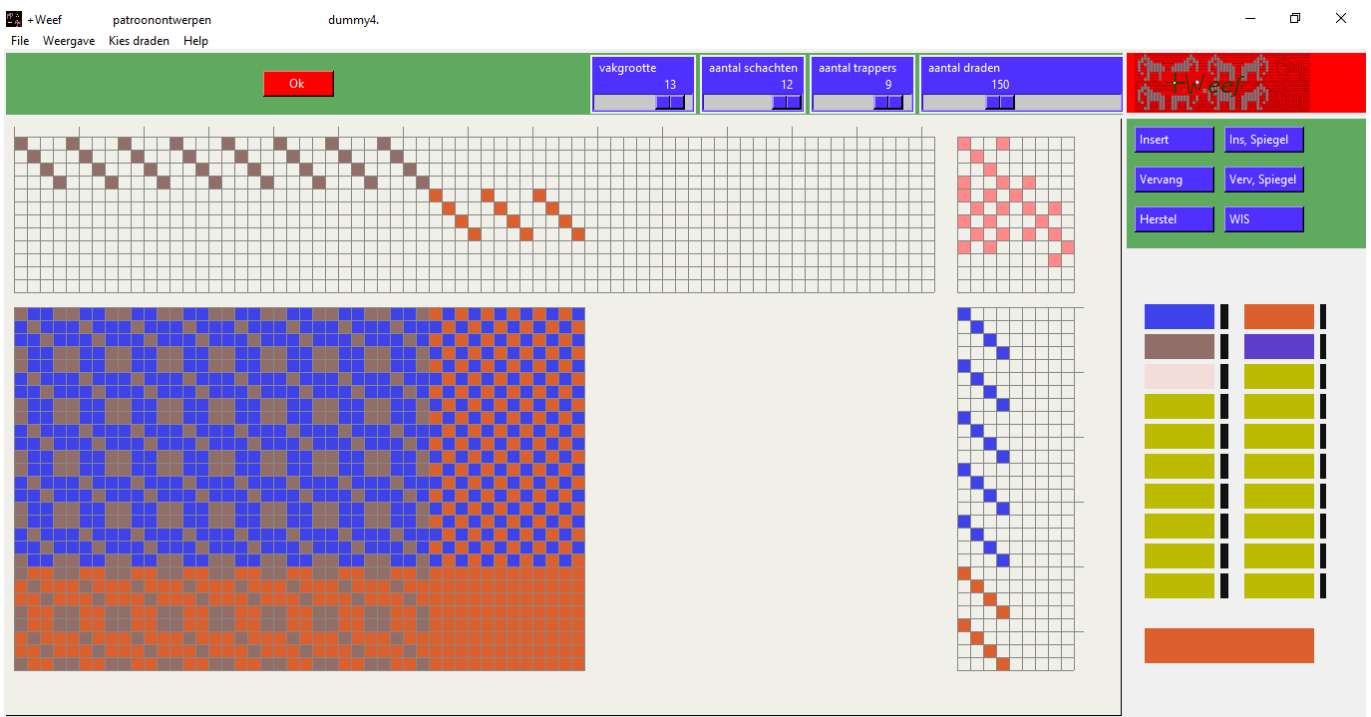 +Weef patroonontwerpen dummy4.
File Weergave Kies draden Help
Ok
vakgrootte
13
aantal schachten
12
aantal trappers
9
aantal draden
150
+Weef
Insert
Ins, Spiegel
Vervang
Verv, Spiegel
Herstel
WIS